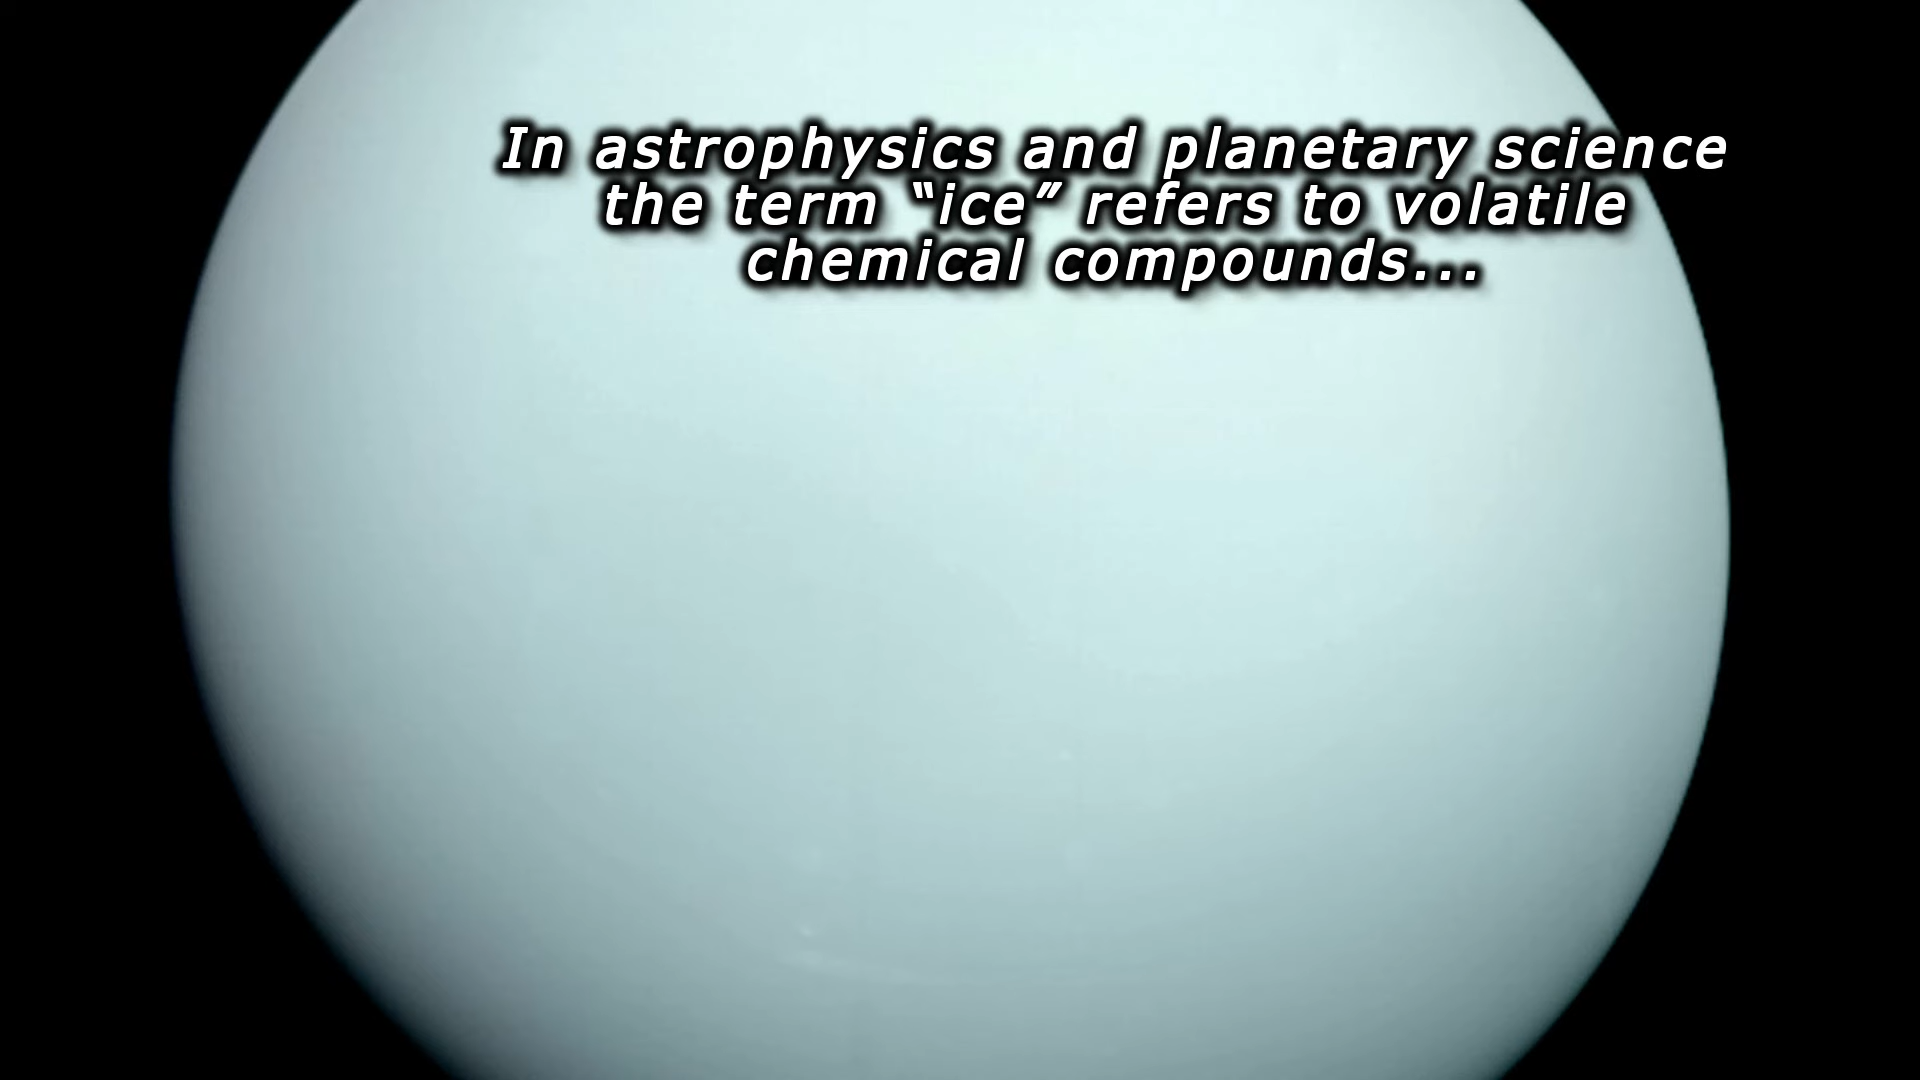 In astrophysics and planetary science
the term “ice” refers to volatile
chemical compounds...